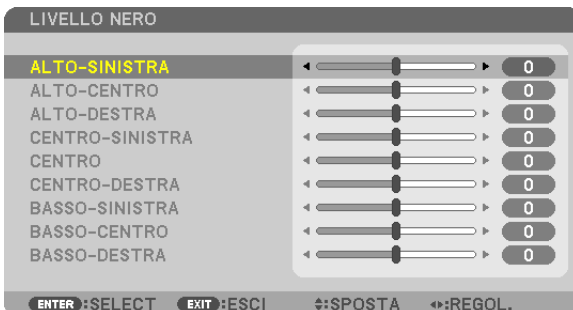 LIVELLO NERO
ALTO-SINISTRA 0
ALTO-CENTRO 0
ALTO-DESTRA 0
CENTRO-SINISTRA 0
CENTRO 0
CENTRO-DESTRA 0
BASSO-SINISTRA 0
BASSO-CENTRO 0
BASSO-DESTRA 0
ENTER :SELECT EXIT :ESCI :SPOSTA :REGOL.